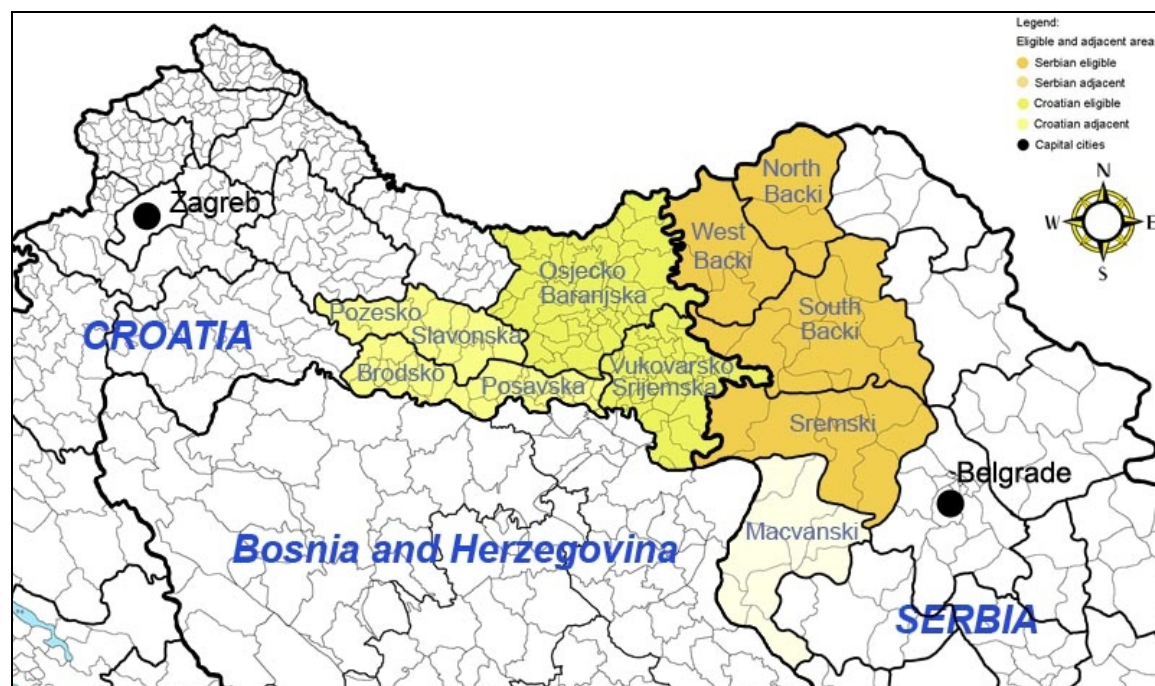 Legend:
Eligible and adjacent area
Serbian eligible
Serbian adjacent
Croatian eligible
Croatian adjacent
Capital cities
N
W
E
S
Zagreb
CROATIA
North
Backi
West
Backi
Osjecko
Baranjska
South
Backi
Pozesko
Slavonska
Brodsko
Posavska
Vukovarsko
Srijemska
Sremski
Belgrade
Macvanski
Bosnia and Herzegovina
SERBIA